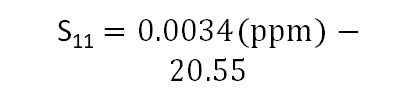 S₁₁ = 0.0034(ppm) −
20.55